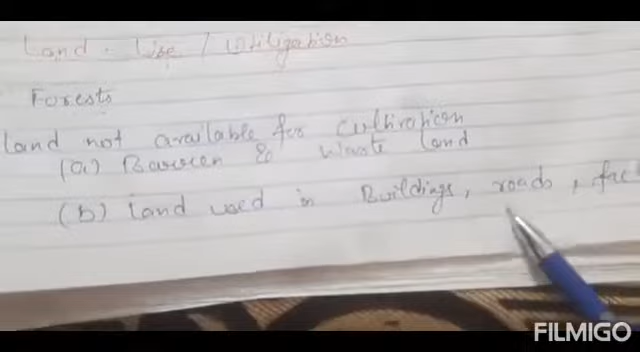 Land - Use / Utilization
Forests
Land not available for Cultivation
(a) Barren & Waste land
(b) Land used in Buildings, roads,
FILMIGO